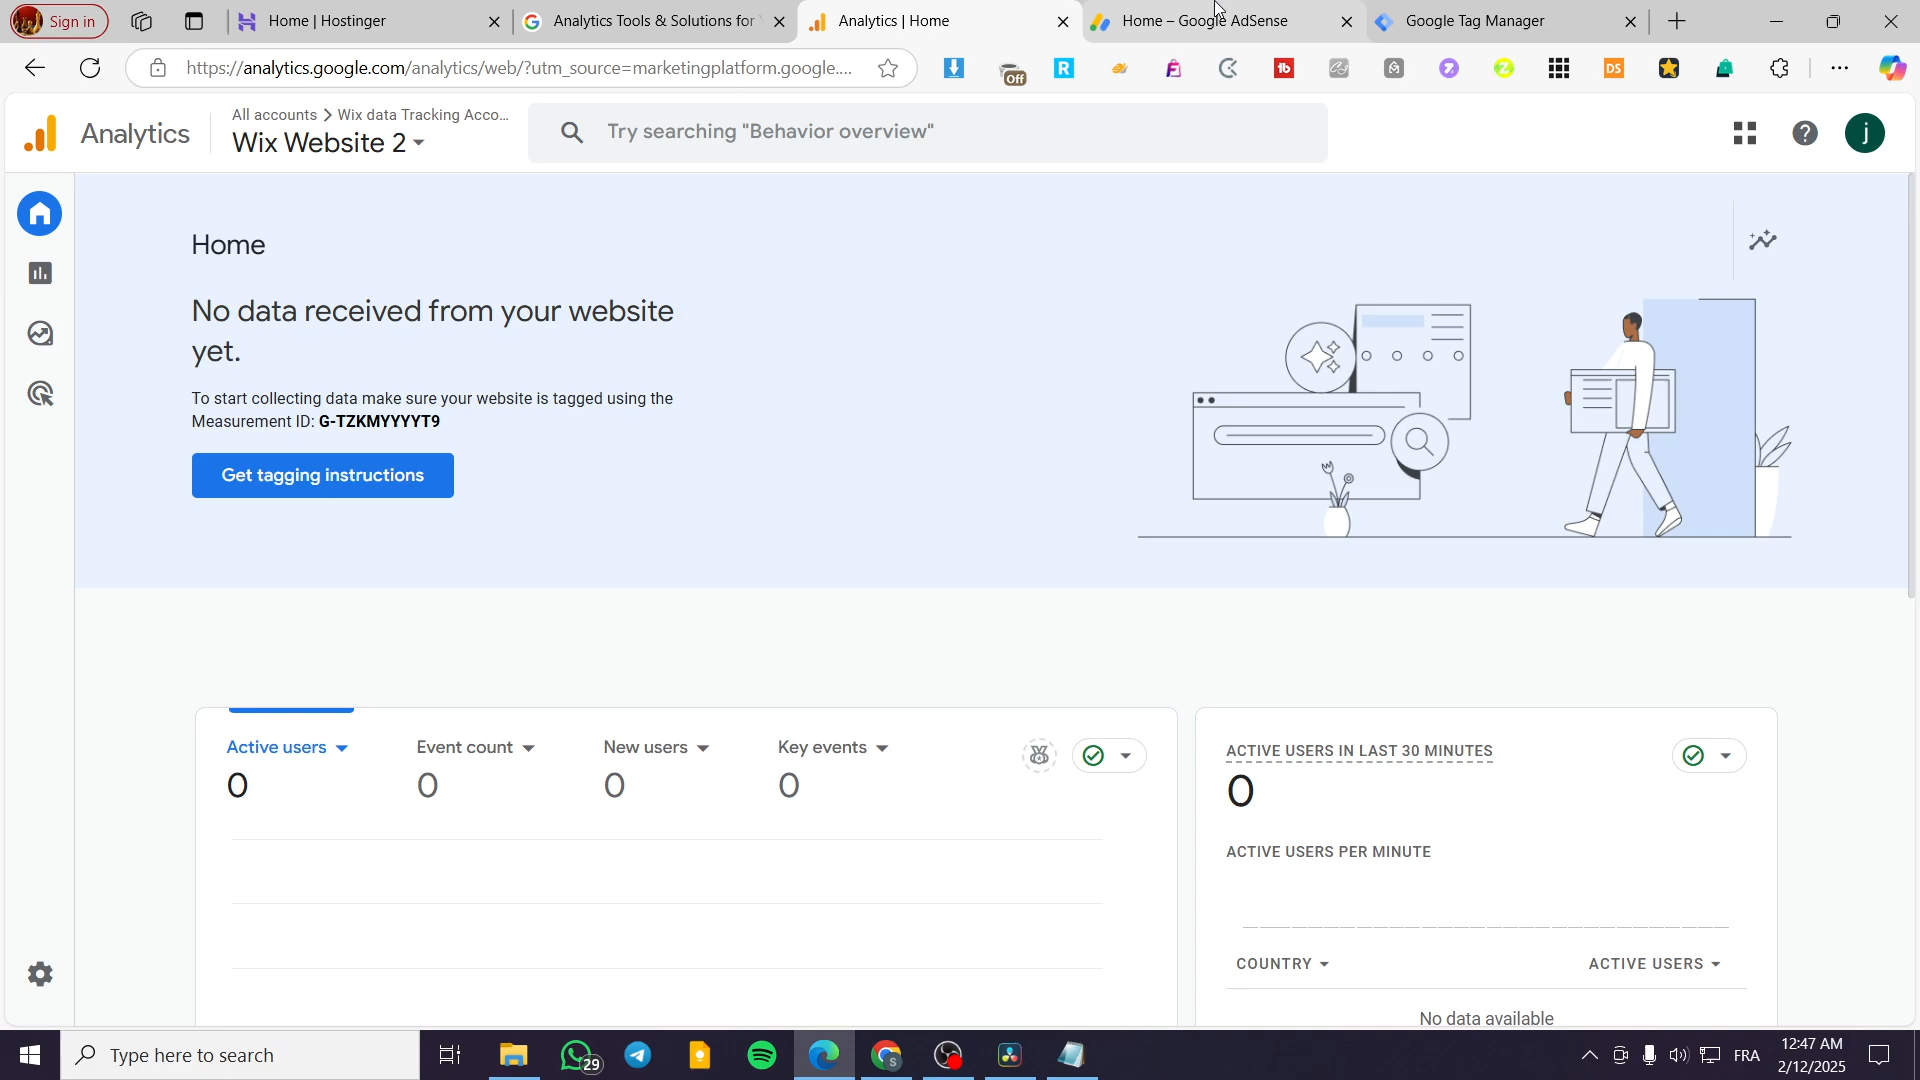 Sign in
Home | Hostinger
Analytics Tools & Solutions for
Analytics | Home
Home – Google AdSense
Google Tag Manager
https://analytics.google.com/analytics/web/?utm_source=marketingplatform.google....
Off
Analytics
All accounts > Wix data Tracking Acco...
Wix Website 2
Try searching "Behavior overview"
j
Home
No data received from your website
yet.
To start collecting data make sure your website is tagged using the
Measurement ID: G-TZKMYYYYT9
Get tagging instructions
Active users
0
Event count
0
New users
0
Key events
0
ACTIVE USERS IN LAST 30 MINUTES
0
ACTIVE USERS PER MINUTE
COUNTRY
ACTIVE USERS
No data available
Type here to search
29
FRA
12:47 AM
2/12/2025